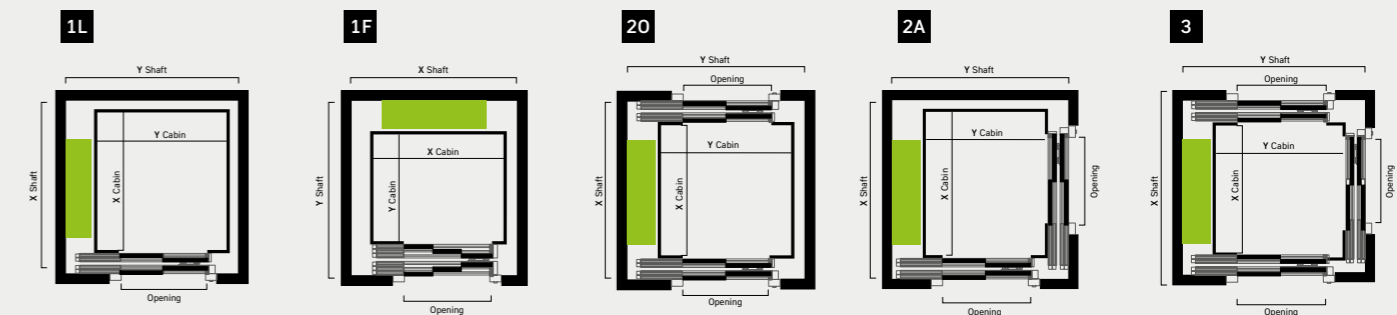 1L
Y Shaft
X Shaft
Y Cabin
X Cabin
Opening
1F
X Shaft
Y Shaft
X Cabin
Y Cabin
Opening
2O
Y Shaft
Opening
X Shaft
Y Cabin
X Cabin
Opening
2A
Y Shaft
X Shaft
Y Cabin
X Cabin
Opening
Opening
3
Y Shaft
Opening
X Shaft
Y Cabin
X Cabin
Opening
Opening